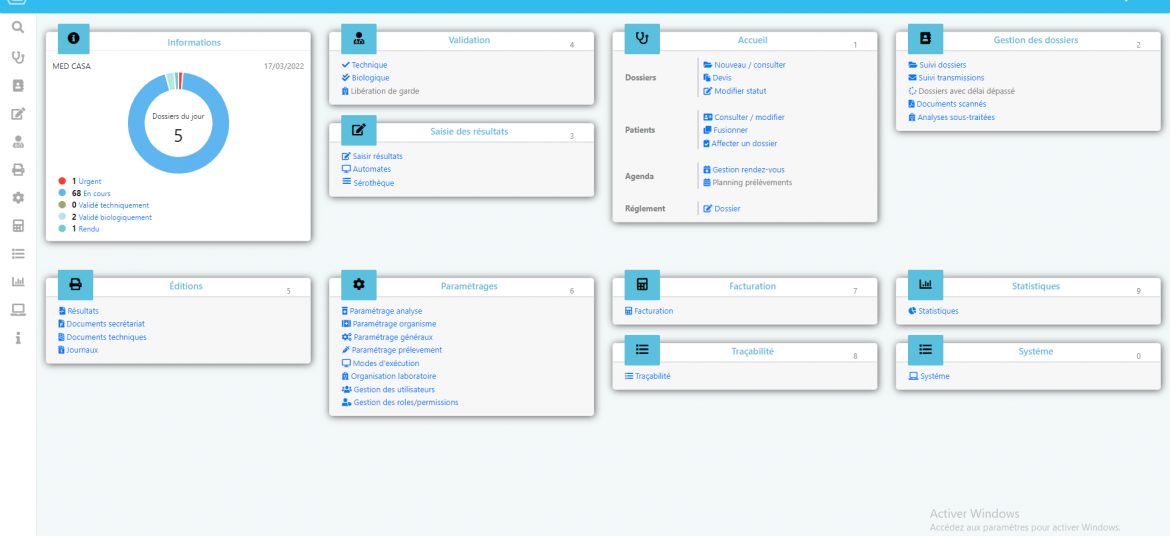 Informations
MED CASA 17/03/2022
Dossiers du jour
5
1 Urgent
68 En cours
0 Validé techniquement
2 Validé biologiquement
1 Rendu
Validation 4
Technique
Biologique
Libération de garde
Saisie des résultats 3
Saisir résultats
Automates
Sérothèque
Accueil 1
Dossiers
Nouveau / consulter
Devis
Modifier statut
Patients
Consulter / modifier
Fusionner
Affecter un dossier
Agenda
Gestion rendez-vous
Planning prélèvements
Réglement
Dossier
Gestion des dossiers 2
Suivi dossiers
Suivi transmissions
Dossiers avec délai dépassé
Documents scannés
Analyses sous-traitées
Éditions 5
Résultats
Documents secrétariat
Documents techniques
Journaux
Paramétrages 6
Paramétrage analyse
Paramétrage organisme
Paramétrage généraux
Paramétrage prélevement
Modes d'exécution
Organisation laboratoire
Gestion des utilisateurs
Gestion des roles/permissions
Facturation 7
Facturation
Traçabilité 8
Traçabilité
Statistiques 9
Statistiques
Systéme 0
Systéme
Activer Windows
Accédez aux paramètres pour activer Windows.